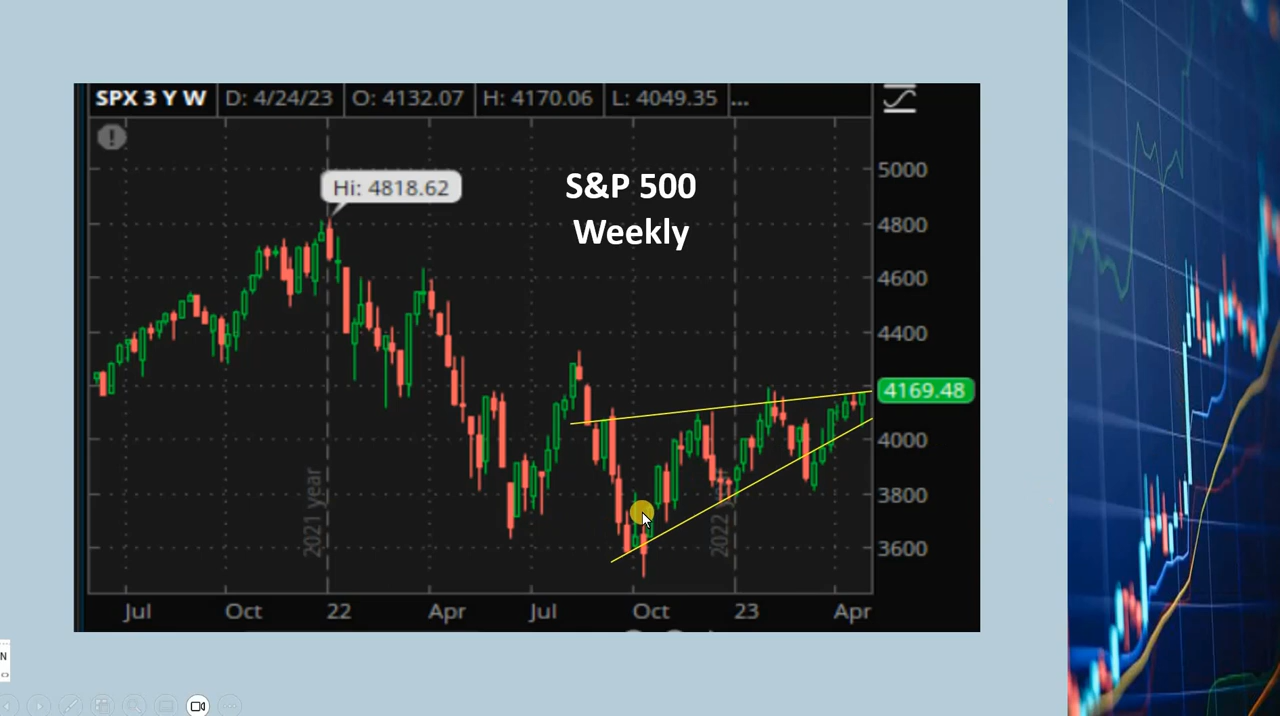 SPX 3 Y W D: 4/24/23 O: 4132.07 H: 4170.06 L: 4049.35 ...
!
Hi: 4818.62
S&P 500
Weekly
5000
4800
4600
4400
4169.48
4000
3800
3600
2021 year
2022
Jul Oct 22 Apr Jul Oct 23 Apr
N